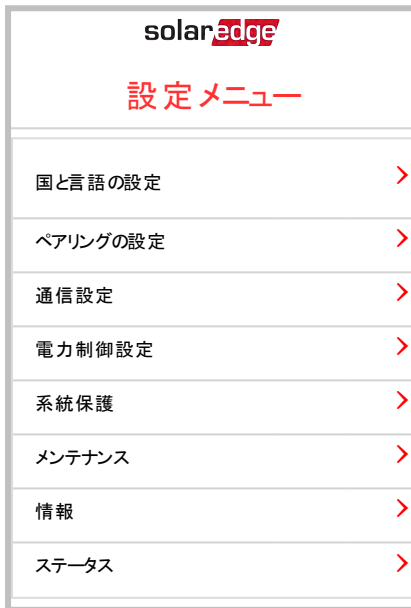 solaredge
設定メニュー
国と言語の設定
ペアリングの設定
通信設定
電力制御設定
系統保護
メンテナンス
情報
ステータス